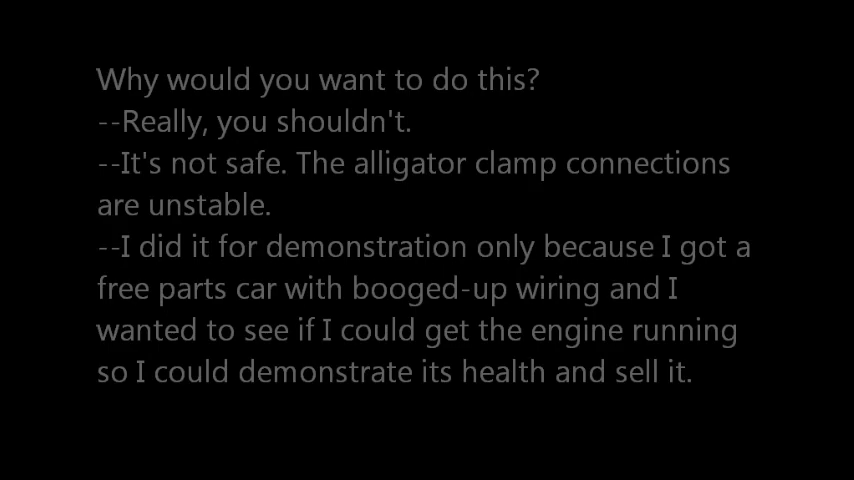 Why would you want to do this?
--Really, you shouldn't.
--It's not safe. The alligator clamp connections
are unstable.
--I did it for demonstration only because I got a
free parts car with booged-up wiring and I
wanted to see if I could get the engine running
so I could demonstrate its health and sell it.